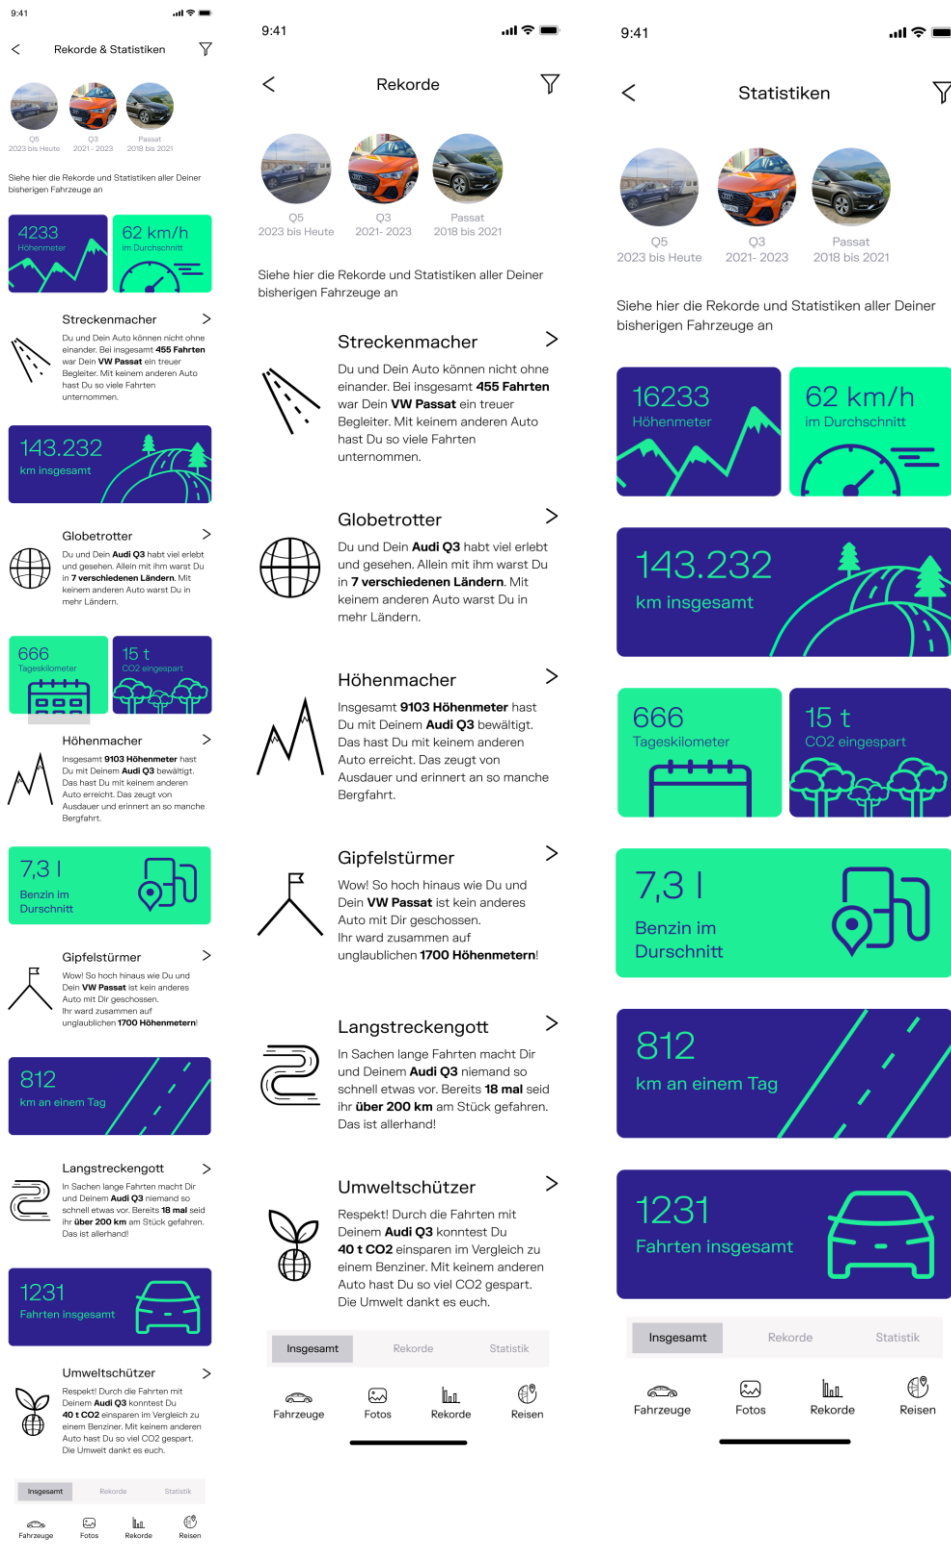 9:41
Rekorde & Statistiken
Q5
2023 bis Heute
Q3
2021 - 2023
Passat
2018 bis 2021
Siehe hier die Rekorde und Statistiken aller Deiner
bisherigen Fahrzeuge an
4233
Höhenmeter
62 km/h
im Durchschnitt
Streckenmacher
Du und Dein Auto können nicht ohne
einander. Bei insgesamt 455 Fahrten
war Dein VW Passat ein treuer
Begleiter. Mit keinem anderen Auto
hast Du so viele Fahrten
unternommen.
143.232
km insgesamt
Globetrotter
Du und Dein Audi Q3 habt viel erlebt
und gesehen. Allein mit ihm warst Du
in 7 verschiedenen Ländern. Mit
keinem anderen Auto warst Du in
mehr Ländern.
666
Tageskilometer
15 t
CO2 eingespart
Höhenmacher
Insgesamt 9103 Höhenmeter hast
Du mit Deinem Audi Q3 bewältigt.
Das hast Du mit keinem anderen
Auto erreicht. Das zeugt von
Ausdauer und erinnert an so manche
Bergfahrt.
7,3 l
Benzin im
Durschnitt
Gipfelstürmer
Wow! So hoch hinaus wie Du und
Dein VW Passat ist kein anderes
Auto mit Dir geschossen.
Ihr ward zusammen auf
unglaublichen 1700 Höhenmetern!
812
km an einem Tag
Langstreckengott
In Sachen lange Fahrten macht Dir
und Deinem Audi Q3 niemand so
schnell etwas vor. Bereits 18 mal seid
ihr über 200 km am Stück gefahren.
Das ist allerhand!
1231
Fahrten insgesamt
Umweltschützer
Respekt! Durch die Fahrten mit
Deinem Audi Q3 konntest Du
40 t CO2 einsparen im Vergleich zu
einem Benziner. Mit keinem anderen
Auto hast Du so viel CO2 gespart.
Die Umwelt dankt es euch.
Insgesamt
Rekorde
Statistik
Fahrzeuge
Fotos
Rekorde
Reisen
9:41
Rekorde
Q5
2023 bis Heute
Q3
2021- 2023
Passat
2018 bis 2021
Siehe hier die Rekorde und Statistiken aller Deiner
bisherigen Fahrzeuge an
Streckenmacher
Du und Dein Auto können nicht ohne
einander. Bei insgesamt 455 Fahrten
war Dein VW Passat ein treuer
Begleiter. Mit keinem anderen Auto
hast Du so viele Fahrten
unternommen.
Globetrotter
Du und Dein Audi Q3 habt viel erlebt
und gesehen. Allein mit ihm warst Du
in 7 verschiedenen Ländern. Mit
keinem anderen Auto warst Du in
mehr Ländern.
Höhenmacher
Insgesamt 9103 Höhenmeter hast
Du mit Deinem Audi Q3 bewältigt.
Das hast Du mit keinem anderen
Auto erreicht. Das zeugt von
Ausdauer und erinnert an so manche
Bergfahrt.
Gipfelstürmer
Wow! So hoch hinaus wie Du und
Dein VW Passat ist kein anderes
Auto mit Dir geschossen.
Ihr ward zusammen auf
unglaublichen 1700 Höhenmetern!
Langstreckengott
In Sachen lange Fahrten macht Dir
und Deinem Audi Q3 niemand so
schnell etwas vor. Bereits 18 mal seid
ihr über 200 km am Stück gefahren.
Das ist allerhand!
Umweltschützer
Respekt! Durch die Fahrten mit
Deinem Audi Q3 konntest Du
40 t CO2 einsparen im Vergleich zu
einem Benziner. Mit keinem anderen
Auto hast Du so viel CO2 gespart.
Die Umwelt dankt es euch.
Insgesamt
Rekorde
Statistik
Fahrzeuge
Fotos
Rekorde
Reisen
9:41
Statistiken
Q5
2023 bis Heute
Q3
2021- 2023
Passat
2018 bis 2021
Siehe hier die Rekorde und Statistiken aller Deiner
bisherigen Fahrzeuge an
16233
Höhenmeter
62 km/h
im Durchschnitt
143.232
km insgesamt
666
Tageskilometer
15 t
CO2 eingespart
7,3 l
Benzin im
Durschnitt
812
km an einem Tag
1231
Fahrten insgesamt
Insgesamt
Rekorde
Statistik
Fahrzeuge
Fotos
Rekorde
Reisen